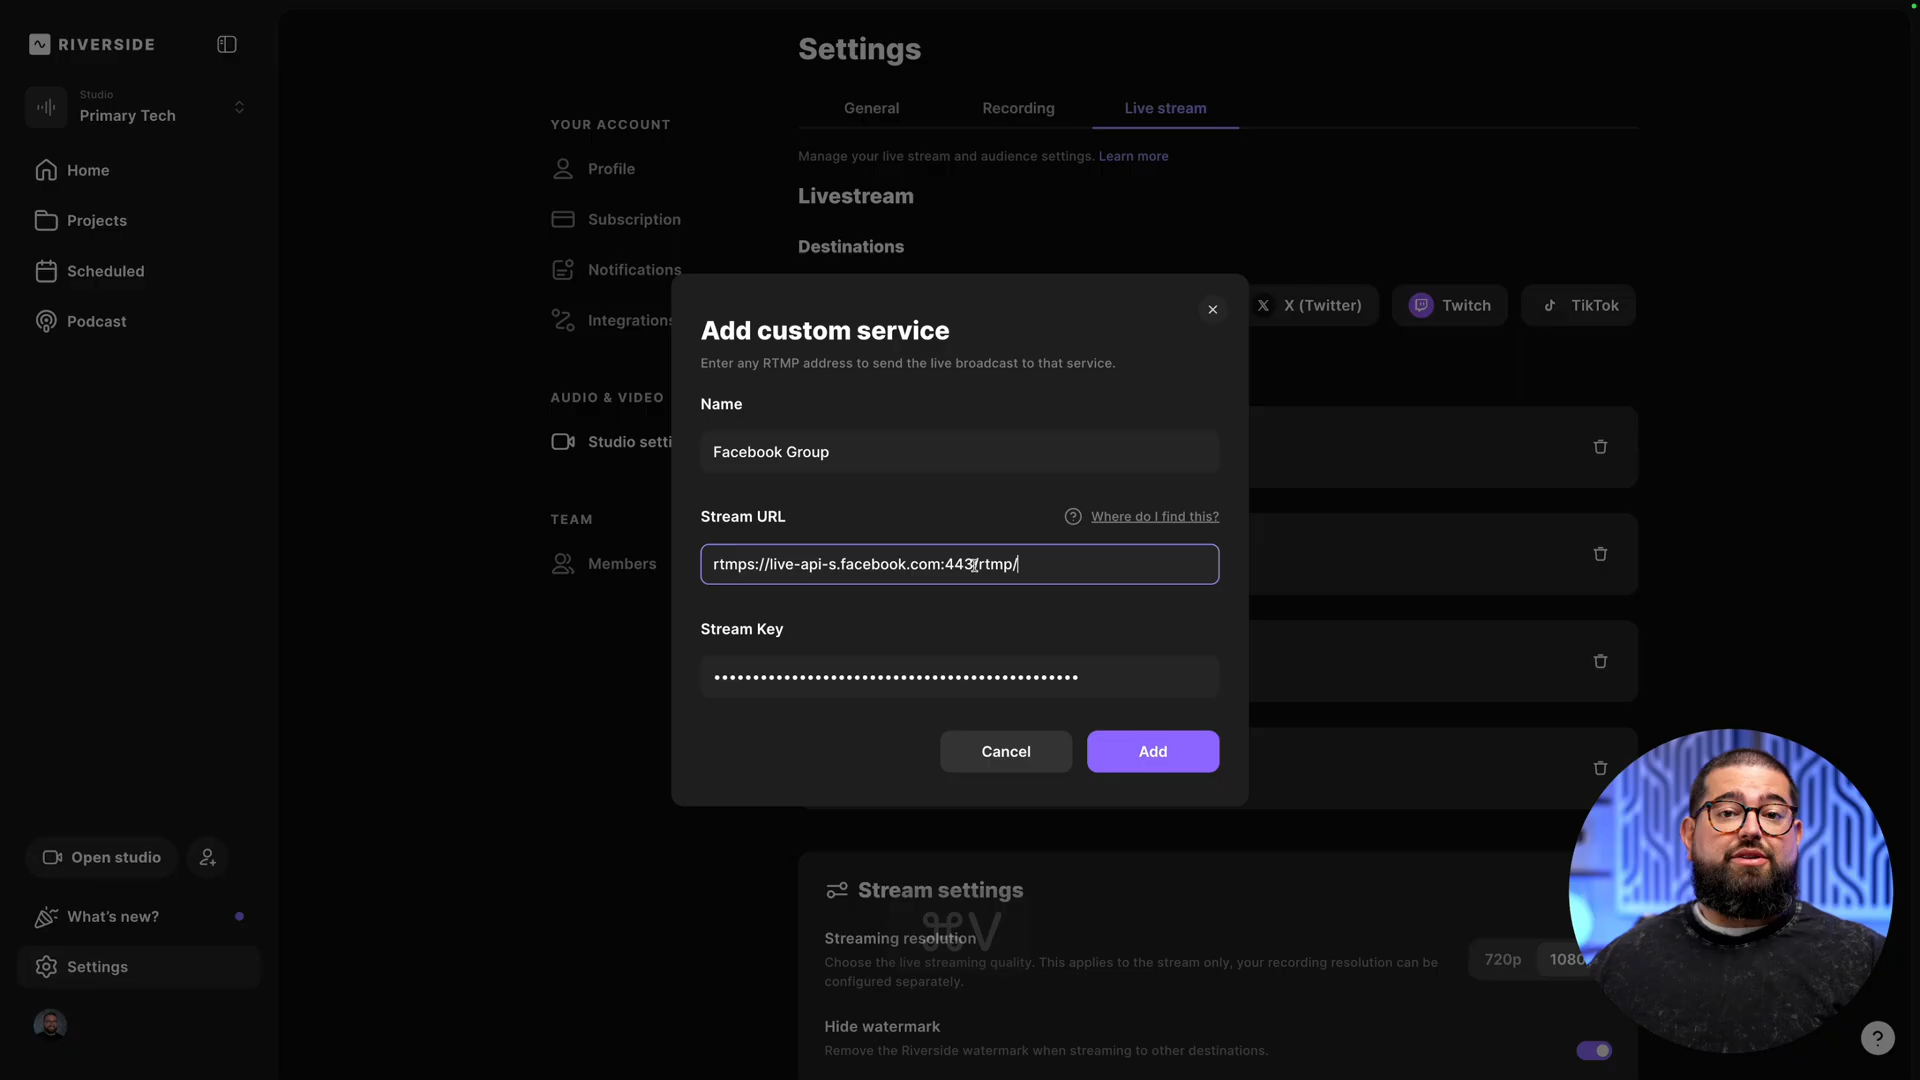 RIVERSIDE
Studio
Primary Tech
Home
Projects
Scheduled
Podcast
Open studio
What's new?
Settings
YOUR ACCOUNT
Profile
Subscription
Notifications
Integrations
AUDIO & VIDEO
Studio setti
TEAM
Members
Settings
General
Recording
Live stream
Manage your live stream and audience settings. Learn more
Livestream
Destinations
X (Twitter)
Twitch
TikTok
Add custom service
Enter any RTMP address to send the live broadcast to that service.
Name
Facebook Group
Stream URL
Where do I find this?
rtmps://live-api-s.facebook.com:443/rtmp/
Stream Key
Cancel
Add
Stream settings
⌘V
Streaming resolution
Choose the live streaming quality. This applies to the stream only, your recording resolution can be
configured separately.
720p
1080
Hide watermark
Remove the Riverside watermark when streaming to other destinations.
?